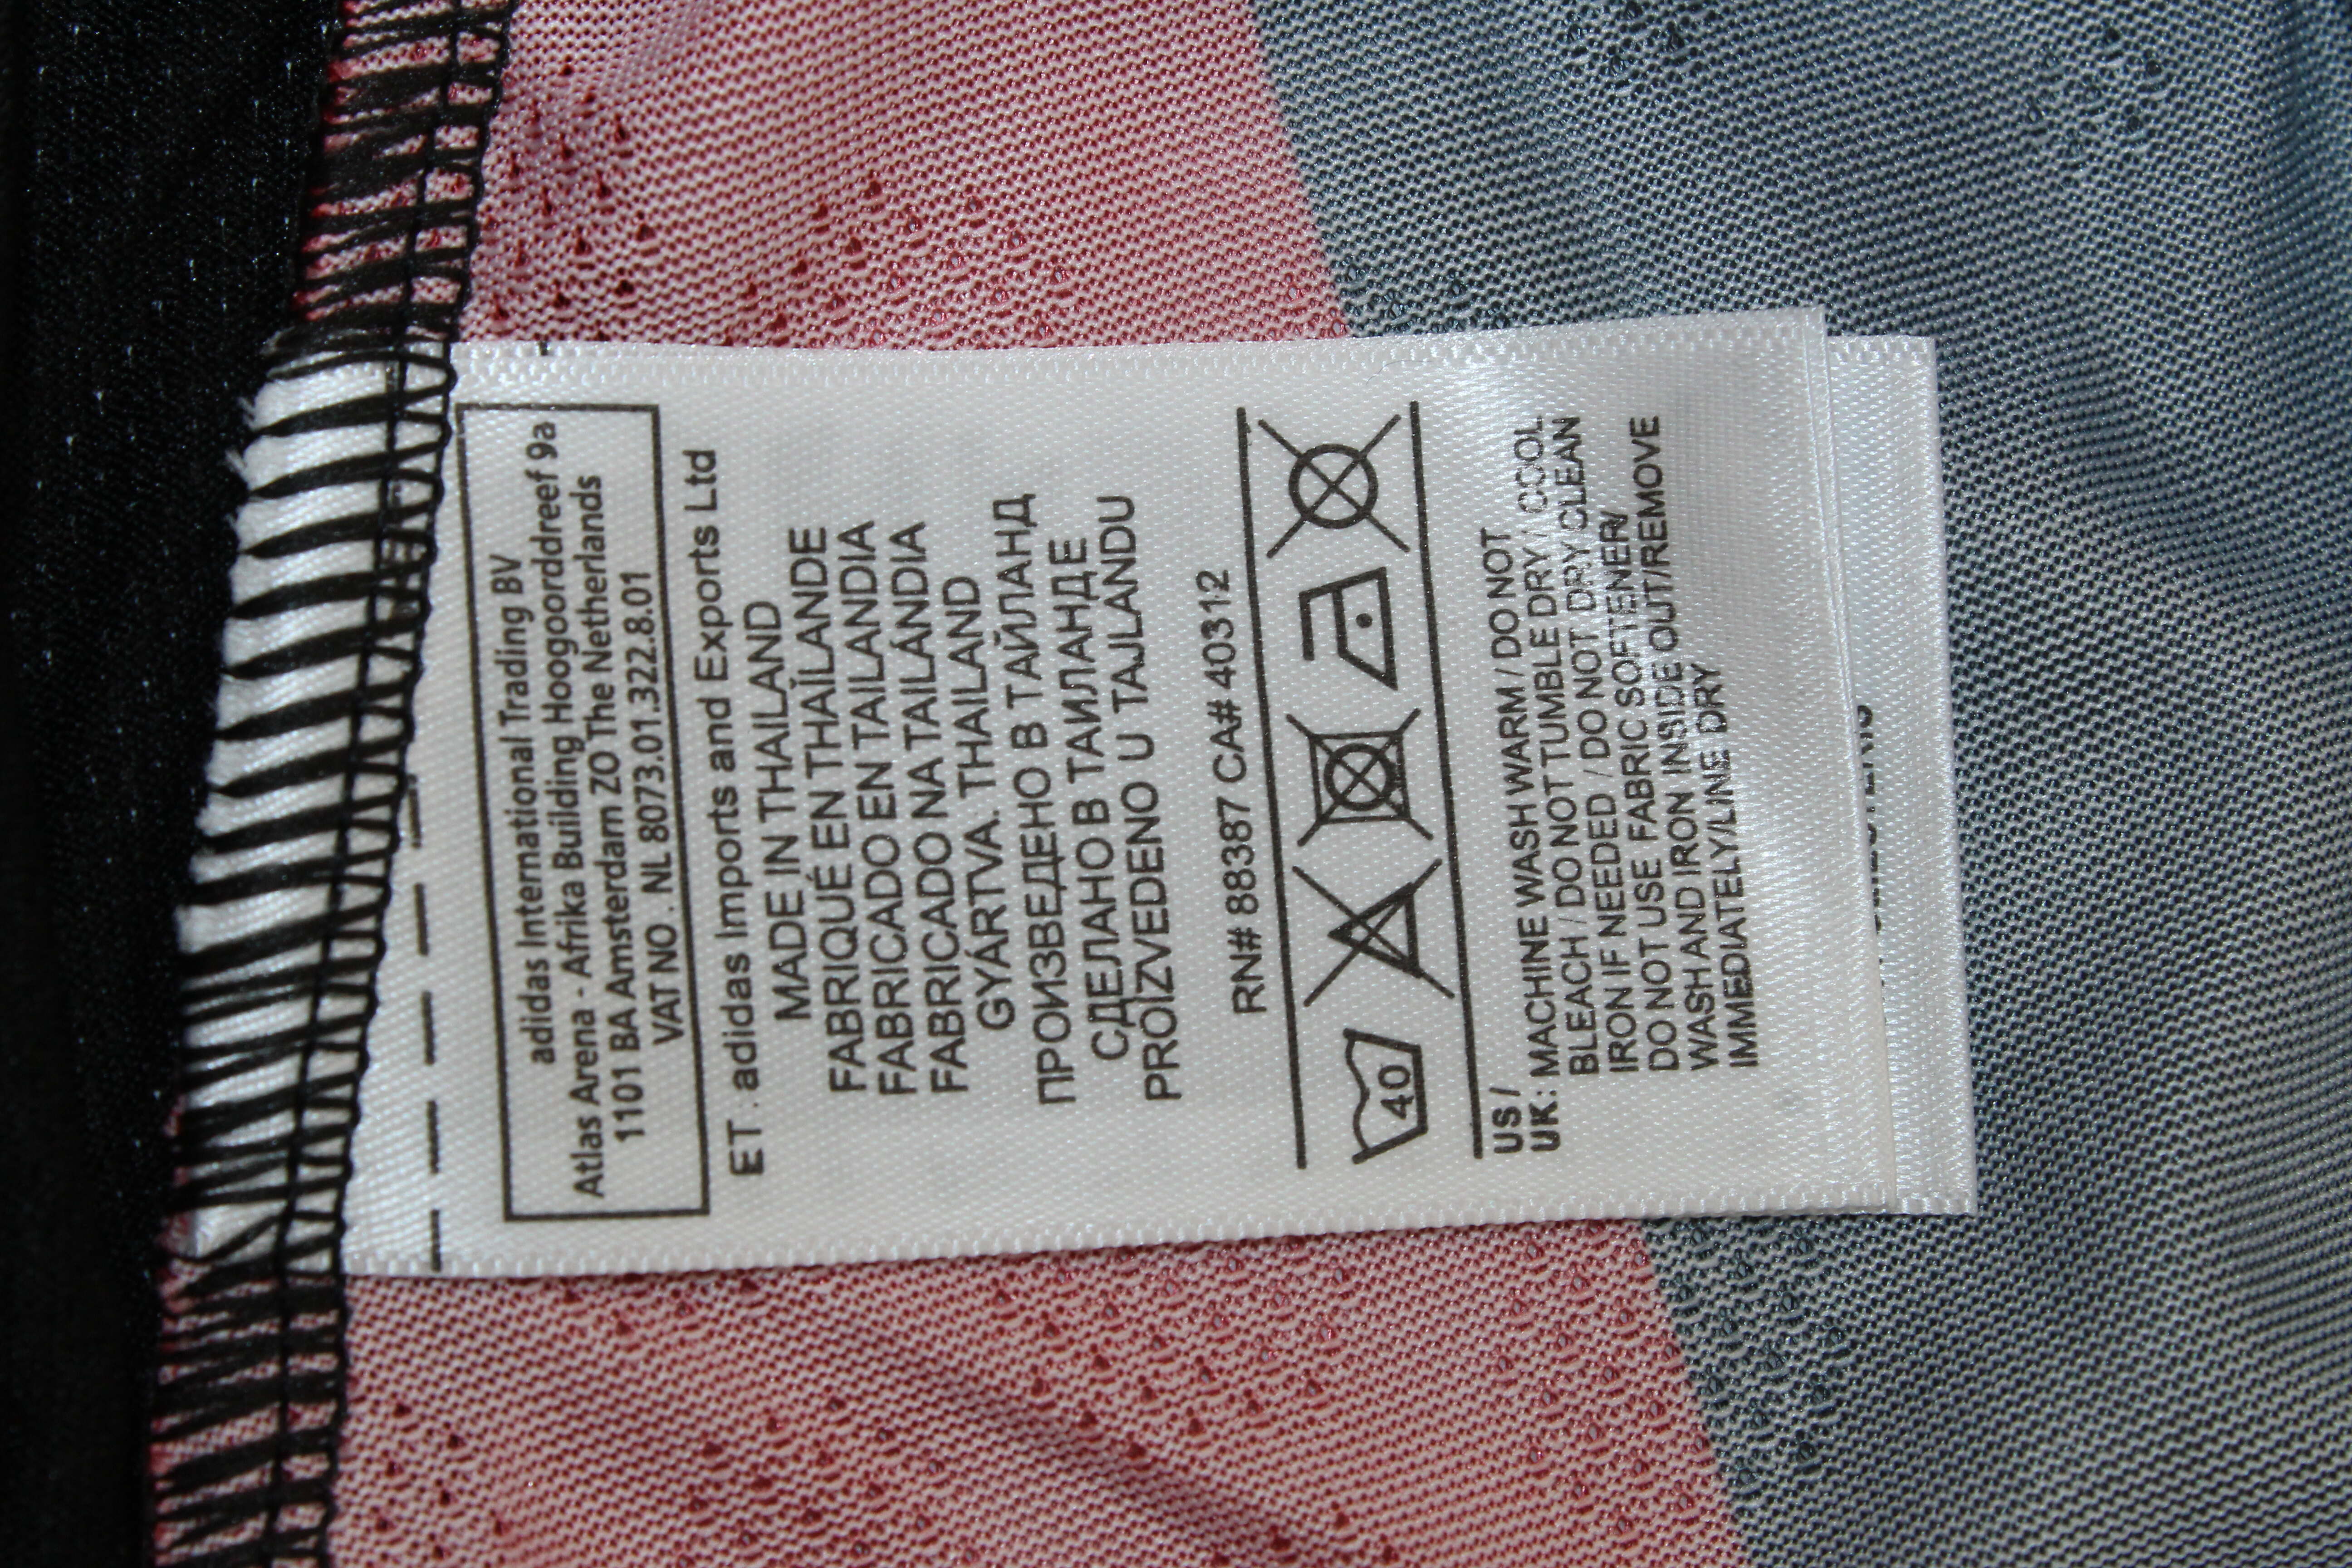 adidas International Trading BV
Atlas Arena - Afrika Building Hoogoorddreef 9a
1101 BA Amsterdam ZO The Netherlands
VAT NO . NL 8073.01.322.8.01
ET . adidas Imports and Exports Ltd
MADE IN THAILAND
FABRIQUÉ EN THAÏLANDE
FABRICADO EN TAILANDIA
FABRICADO NA TAILÁNDIA
GYÁRTVA. THAILAND
ПРОИЗВЕДЕНО В ТАЙЛАНД
СДЕЛАНО В ТАИЛАНДЕ
PROIZVEDENO U TAJLANDU
RN# 88387 CA# 40312
40
US /
UK: MACHINE WASH WARM / DO NOT
BLEACH / DO NOT TUMBLE DRY / COOL
IRON IF NEEDED / DO NOT DRY CLEAN
DO NOT USE FABRIC SOFTENER/
WASH AND IRON INSIDE OUT/REMOVE
IMMEDIATELY/LINE DRY